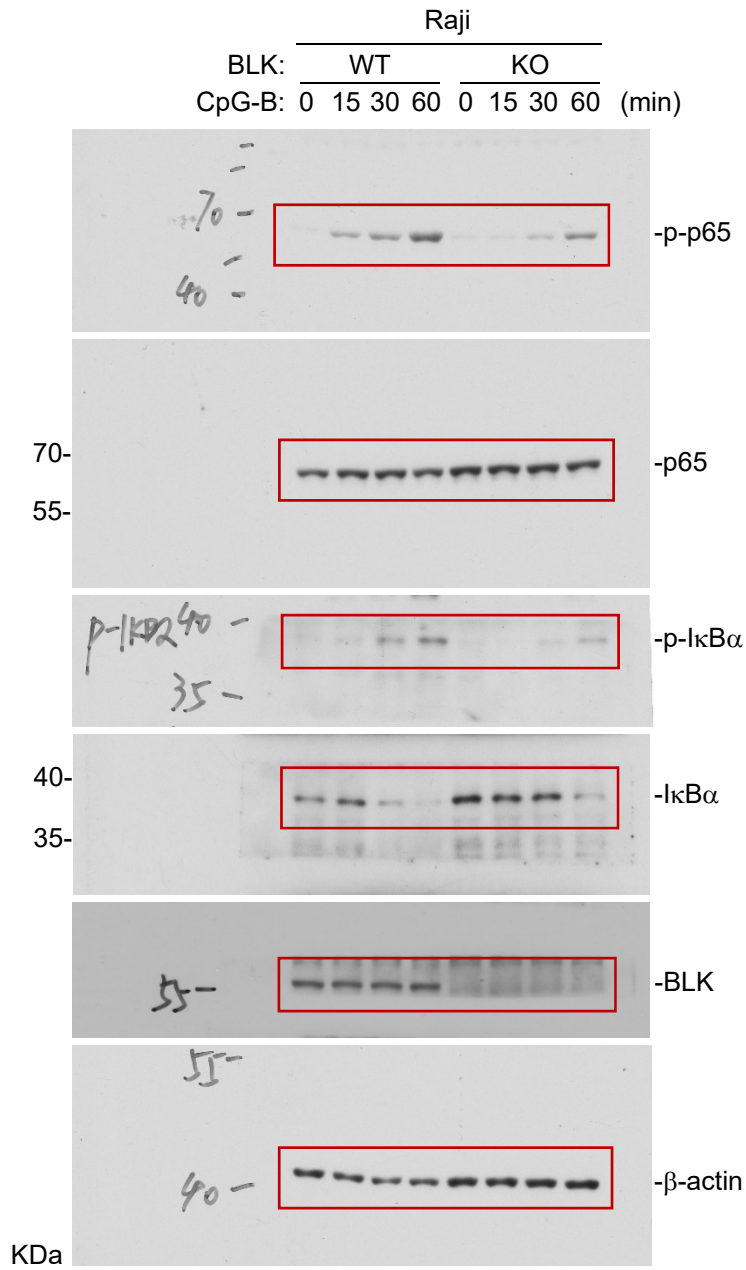 Raji
BLK: WT KO
CpG-B: 0 15 30 60 0 15 30 60 (min)
70 -
-p-p65
40 -
70-
-p65
55-
40 -
-p-IκBα
35 -
40-
-IκBα
35-
55-
-BLK
55-
40 -
-β-actin
KDa